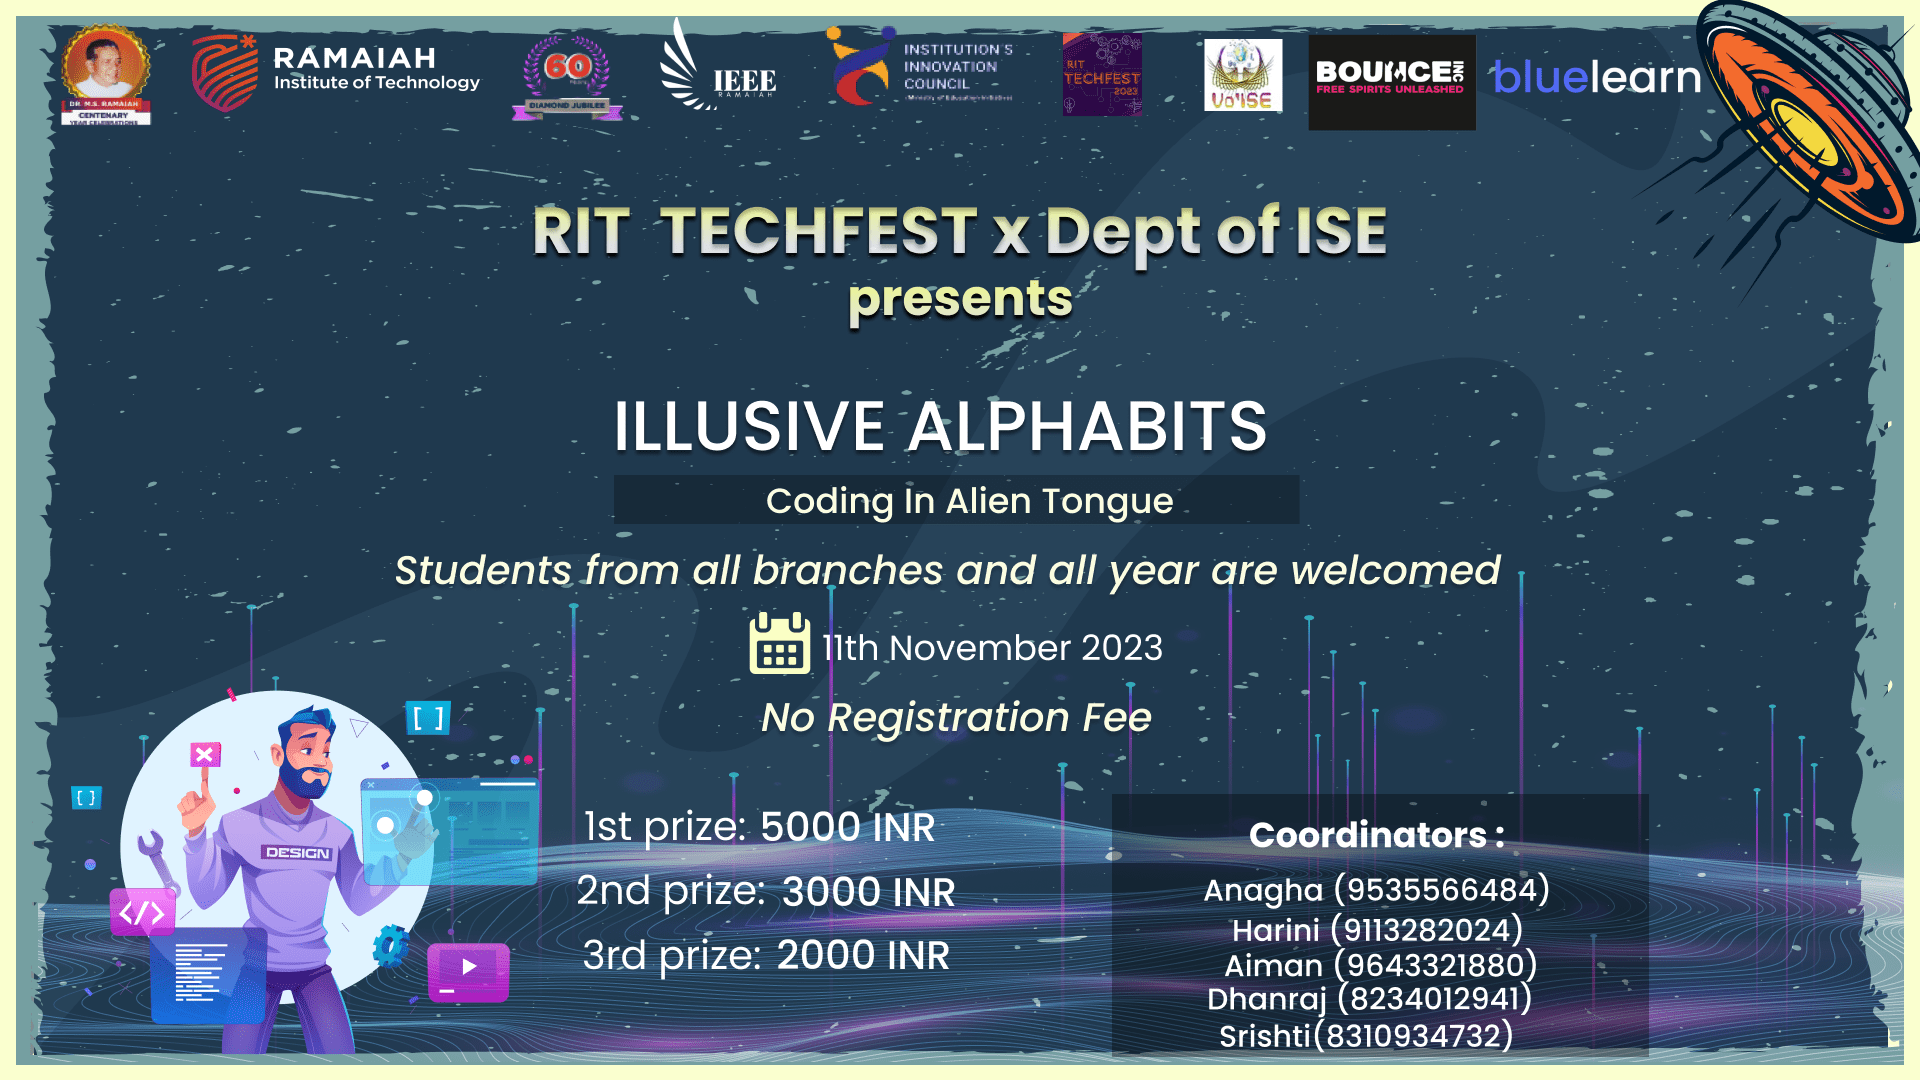 DR. M.S. RAMAIAH
CENTENARY
YEAR CELEBRATIONS
RAMAIAH
Institute of Technology
60
DIAMOND JUBILEE
IEEE
RAMAIAH
INSTITUTION'S
INNOVATION
COUNCIL
RIT
TECHFEST
2023
Vo'ISE
BOUNCE INC
FREE SPIRITS UNLEASHED
bluelearn
RIT TECHFEST x Dept of ISE
presents
ILLUSIVE ALPHABITS
Coding In Alien Tongue
Students from all branches and all year are welcomed
11th November 2023
No Registration Fee
[ ]
[ ]
DESIGN
</>
1st prize: 5000 INR
2nd prize: 3000 INR
3rd prize: 2000 INR
Coordinators :
Anagha (9535566484)
Harini (9113282024)
Aiman (9643321880)
Dhanraj (8234012941)
Srishti(8310934732)